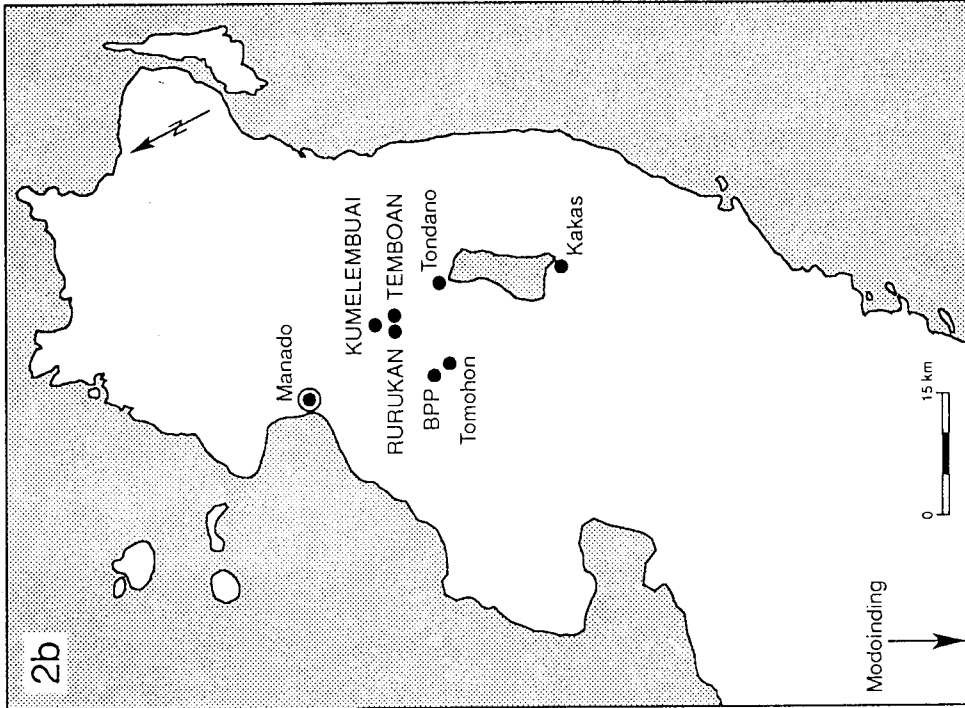 2b
N
Manado
KUMELEMBUAI
RURUKAN
TEMBOAN
BPP
Tomohon
Tondano
Kakas
0
15 km
Modoinding